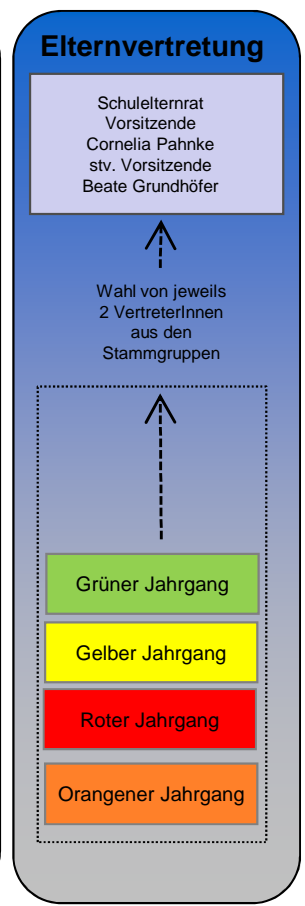 Elternvertretung
Schulelternrat
Vorsitzende
Cornelia Pahnke
stv. Vorsitzende
Beate Grundhöfer
Wahl von jeweils
2 VertreterInnen
aus den
Stammgruppen
Grüner Jahrgang
Gelber Jahrgang
Roter Jahrgang
Orangener Jahrgang